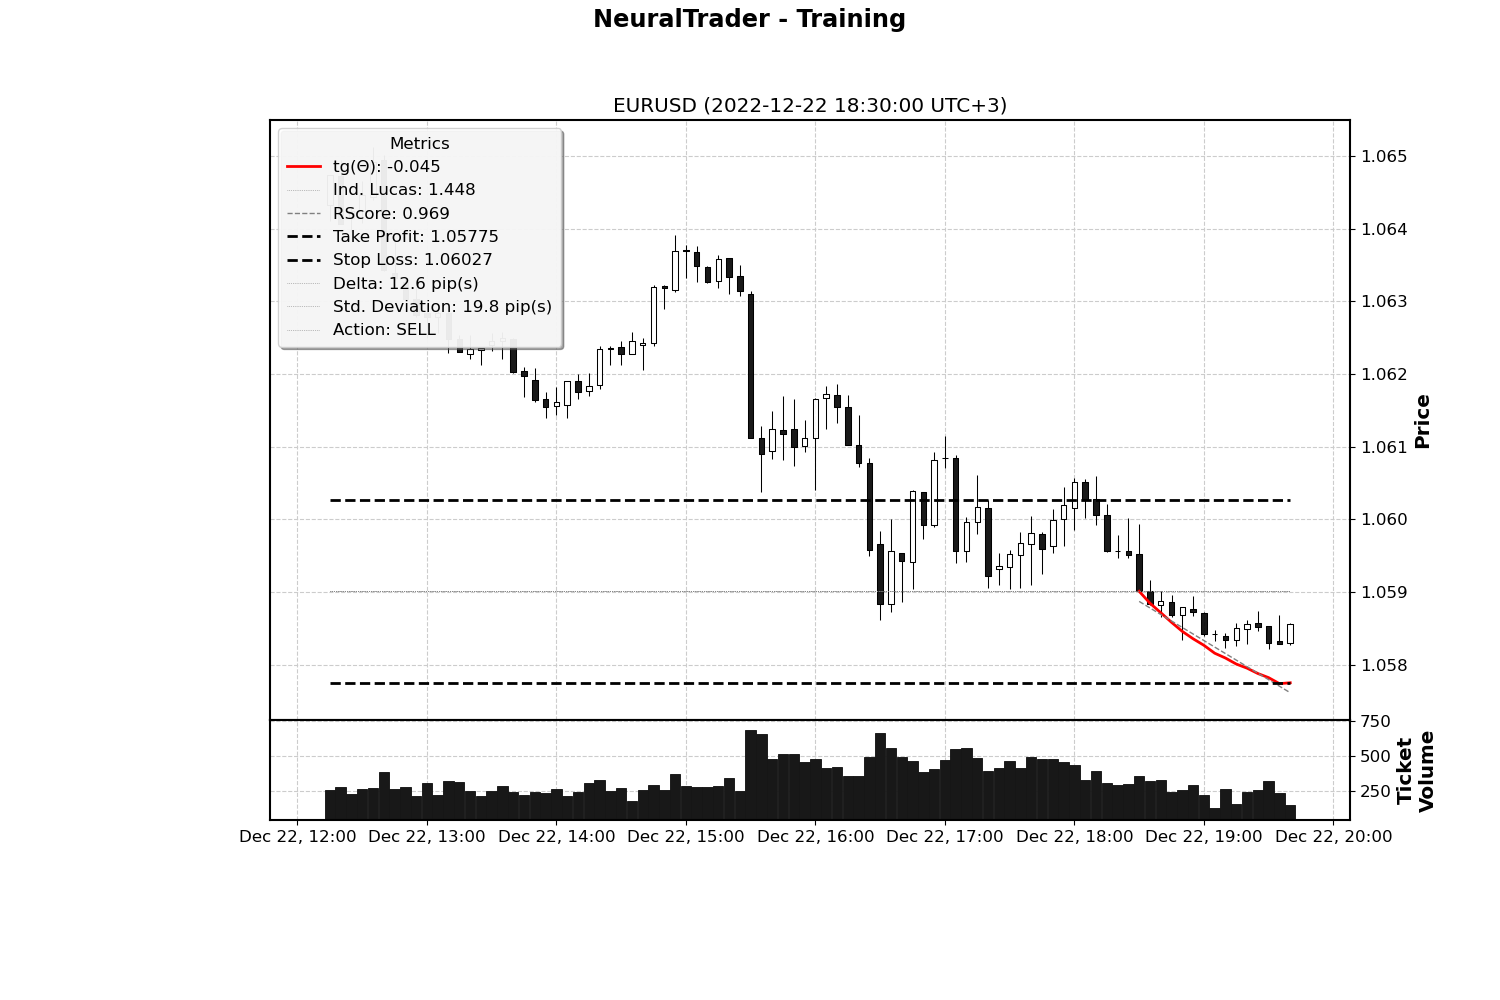 NeuralTrader - Training
EURUSD (2022-12-22 18:30:00 UTC+3)
Metrics
tg(Θ): -0.045
Ind. Lucas: 1.448
RScore: 0.969
Take Profit: 1.05775
Stop Loss: 1.06027
Delta: 12.6 pip(s)
Std. Deviation: 19.8 pip(s)
Action: SELL
1.065
1.064
1.063
1.062
1.061
1.060
1.059
1.058
Price
750
500
250
Ticket
Volume
Dec 22, 12:00
Dec 22, 13:00
Dec 22, 14:00
Dec 22, 15:00
Dec 22, 16:00
Dec 22, 17:00
Dec 22, 18:00
Dec 22, 19:00
Dec 22, 20:00